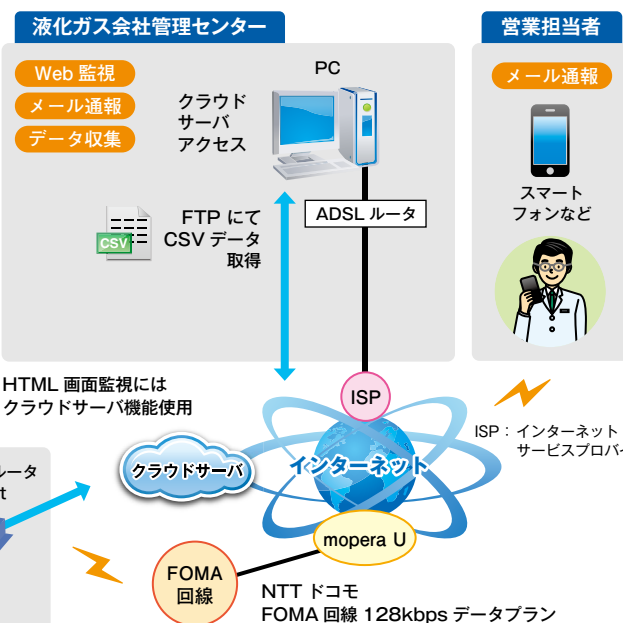 液化ガス会社管理センター
Web 監視
メール通報
データ収集
クラウド
サーバ
アクセス
PC
FTP にて
CSV データ
取得
CSV
ADSL ルータ
営業担当者
メール通報
スマート
フォンなど
HTML 画面監視には
クラウドサーバ機能使用
ISP
ISP： インターネット
サービスプロバイ
クラウドサーバ
インターネット
ルータ
t
mopera U
FOMA
回線
NTT ドコモ
FOMA 回線 128kbps データプラン